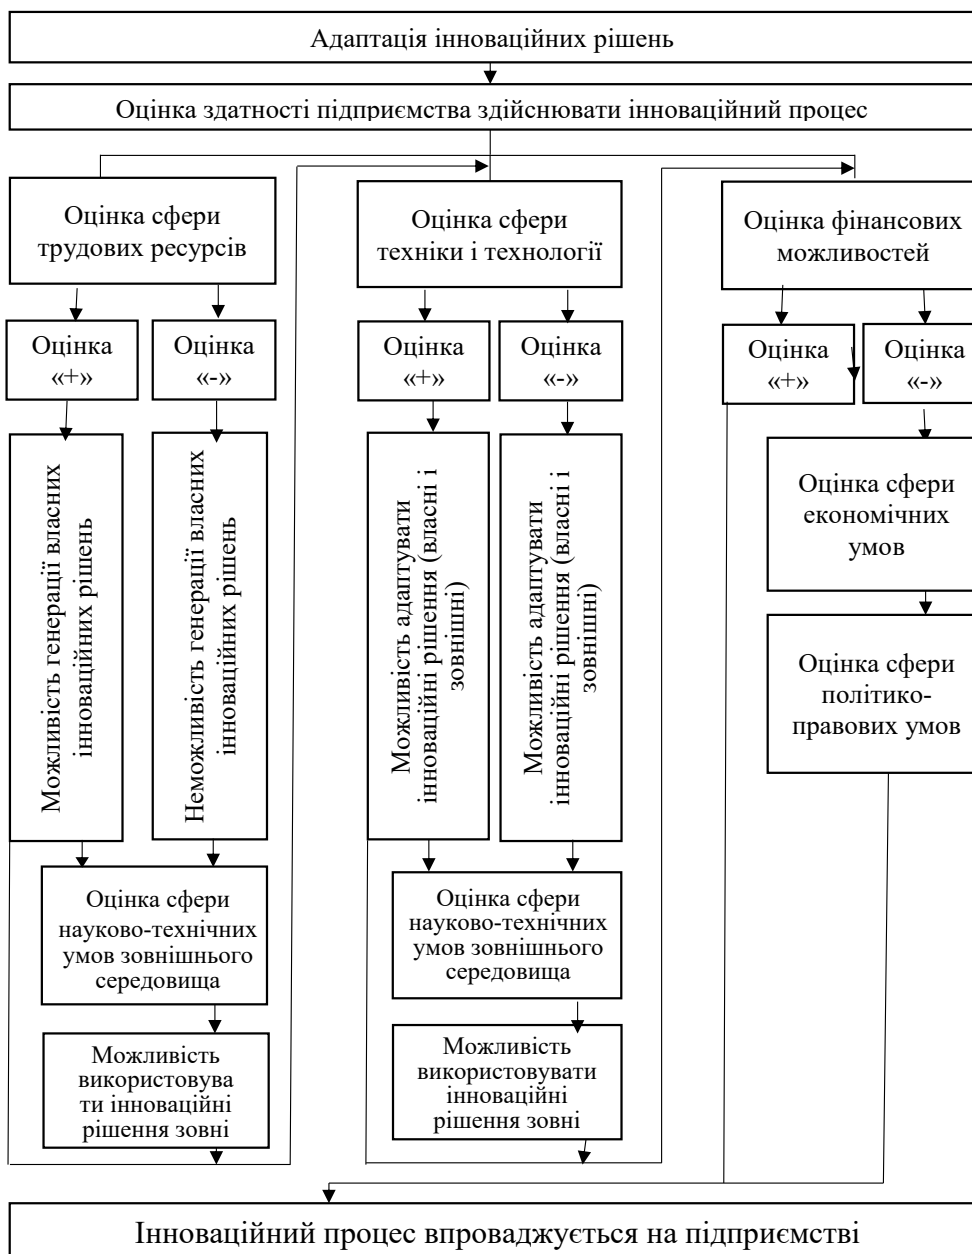 Адаптація інноваційних рішень
Оцінка здатності підприємства здійснювати інноваційний процес
Оцінка сфери
трудових ресурсів
Оцінка сфери
техніки і технології
Оцінка фінансових
можливостей
Оцінка
«+»
Оцінка
«-»
Оцінка
«+»
Оцінка
«-»
Оцінка
«+»
Оцінка
«-»
Можливість генерації власних
інноваційних рішень
Неможливість генерації власних
інноваційних рішень
Можливість адаптувати
інноваційні рішення (власні і
зовнішні)
Можливість адаптувати
інноваційні рішення (власні і
зовнішні)
Оцінка сфери
економічних
умов
Оцінка сфери
політико-
правових умов
Оцінка сфери
науково-технічних
умов зовнішнього
середовища
Оцінка сфери
науково-технічних
умов зовнішнього
середовища
Можливість
використовува
ти інноваційні
рішення зовні
Можливість
використовувати
інноваційні
рішення зовні
Інноваційний процес впроваджується на підприємстві